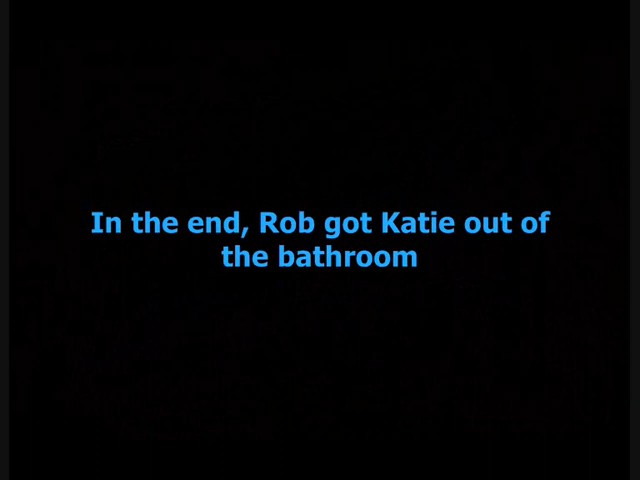 In the end, Rob got Katie out of
the bathroom